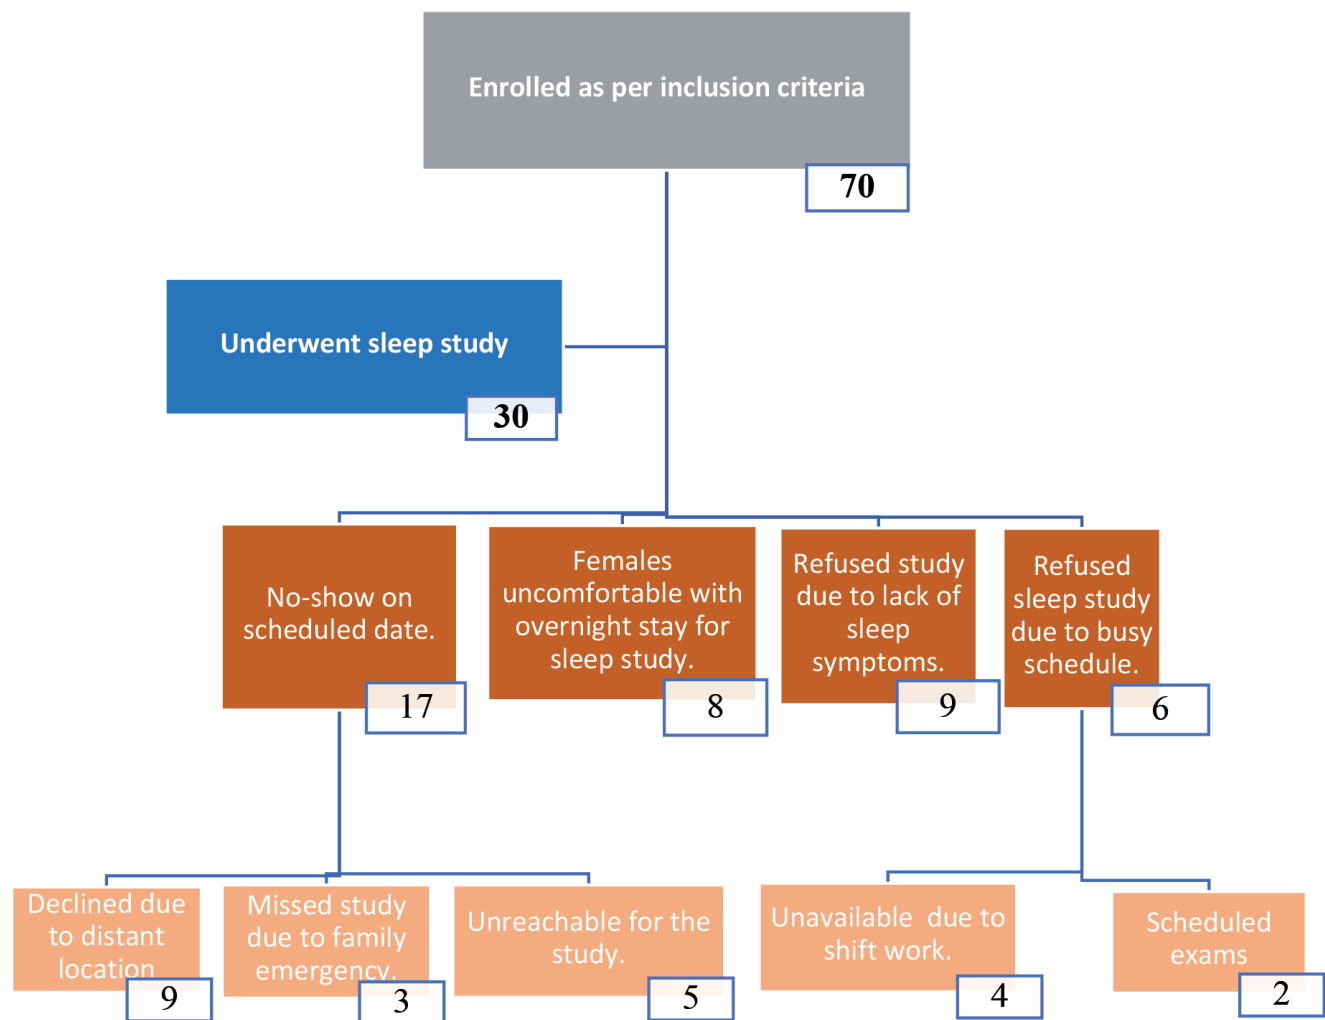 Enrolled as per inclusion criteria
70
Underwent sleep study
30
No-show on
scheduled date.
17
Females
uncomfortable with
overnight stay for
sleep study.
8
Refused study
due to lack of
sleep
symptoms.
9
Refused
sleep study
due to busy
schedule.
6
Declined due
to distant
location
9
Missed study
due to family
emergency.
3
Unreachable for the
study.
5
Unavailable due to
shift work.
4
Scheduled
exams
2